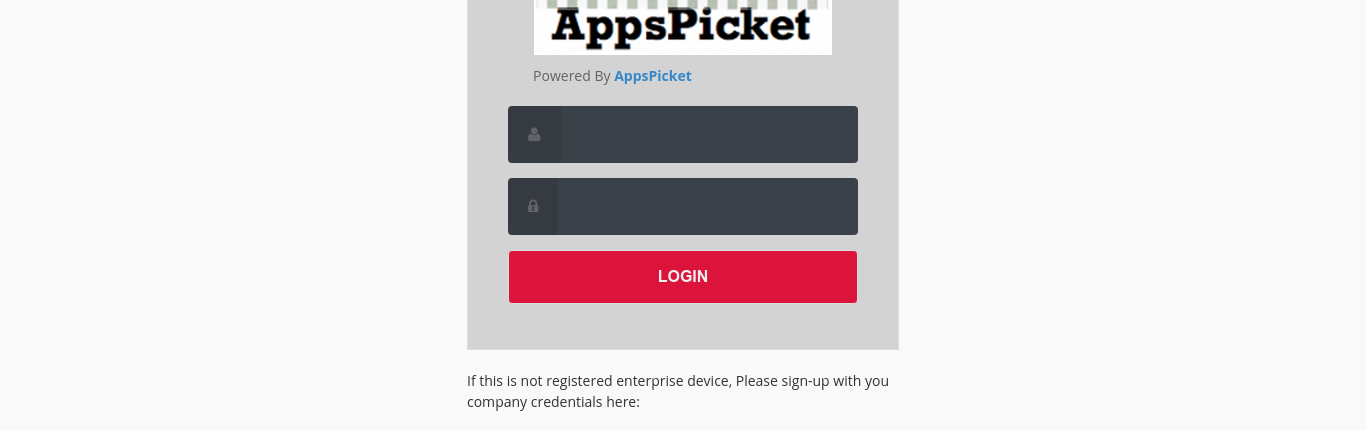 AppsPicket
Powered By AppsPicket
LOGIN
If this is not registered enterprise device, Please sign-up with you
company credentials here: